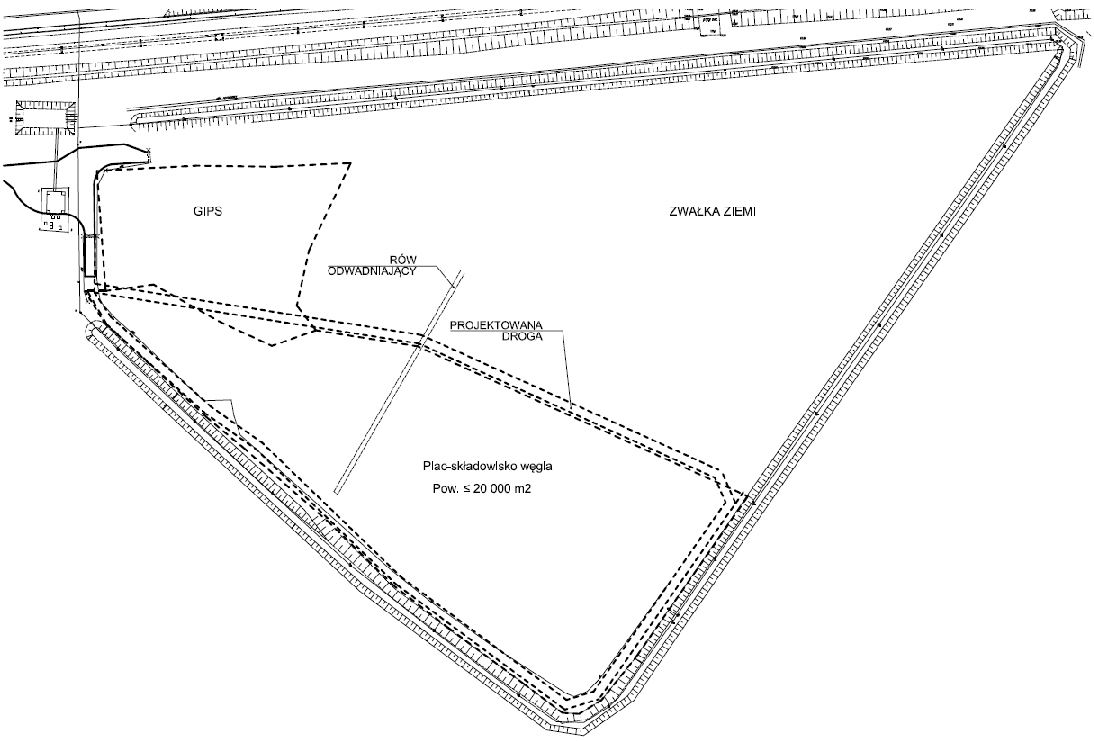 GIPS
ZWAŁKA ZIEMI
RÓW
ODWADNIAJĄCY
PROJEKTOWANA
DROGA
Plac-składowisko węgla
Pow. ≤ 20 000 m2